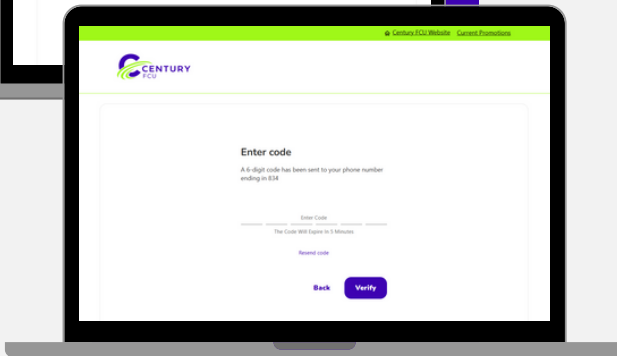 Century FCU Website Current Promotions
CENTURY
FCU
Enter code
A 6-digit code has been sent to your phone number
ending in 834
Enter Code
The Code Will Expire In 5 Minutes
Resend code
Back Verify